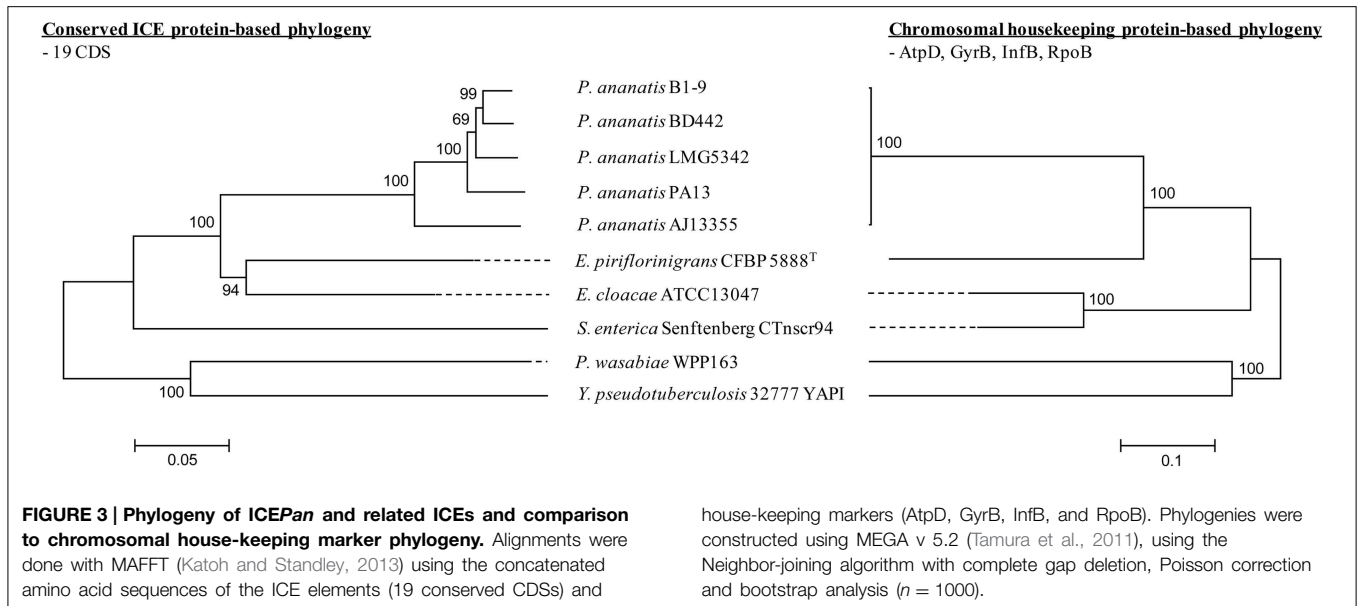 Conserved ICE protein-based phylogeny
- 19 CDS
Chromosomal housekeeping protein-based phylogeny
- AtpD, GyrB, InfB, RpoB
P. ananatis B1-9
P. ananatis BD442
P. ananatis LMG5342
P. ananatis PA13
P. ananatis AJ13355
E. piriflorinigrans CFBP 5888ᵀ
E. cloacae ATCC13047
S. enterica Senftenberg CTnscr94
P. wasabiae WPP163
Y. pseudotuberculosis 32777 YAPI
99
69
100
100
100
94
100
0.05
100
100
100
100
0.1
FIGURE 3 | Phylogeny of ICEPan and related ICEs and comparison
to chromosomal house-keeping marker phylogeny. Alignments were
done with MAFFT (Katoh and Standley, 2013) using the concatenated
amino acid sequences of the ICE elements (19 conserved CDSs) and
house-keeping markers (AtpD, GyrB, InfB, and RpoB). Phylogenies were
constructed using MEGA v 5.2 (Tamura et al., 2011), using the
Neighbor-joining algorithm with complete gap deletion, Poisson correction
and bootstrap analysis (n = 1000).